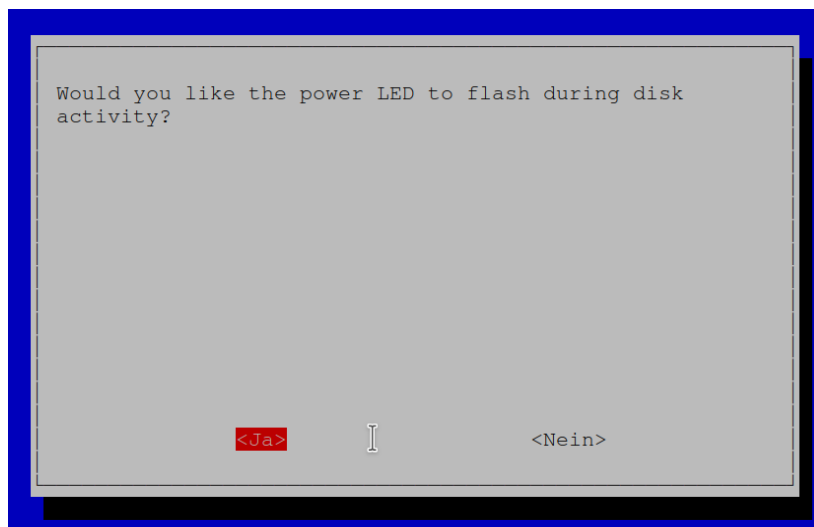 Would you like the power LED to flash during disk
activity?
<Ja> <Nein>